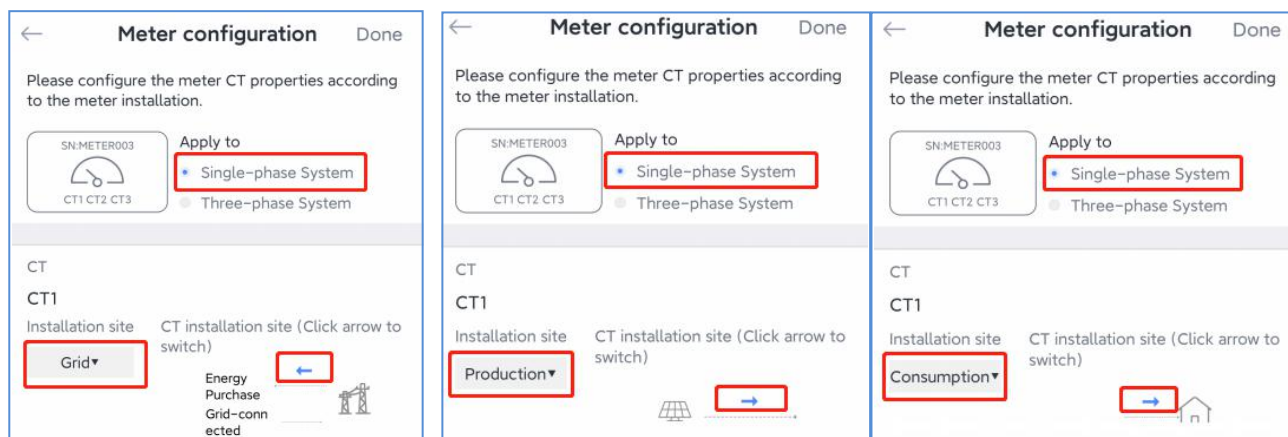 ← Meter configuration Done
Please configure the meter CT properties according
to the meter installation.
SN:METER003
CT1 CT2 CT3
Apply to
Single-phase System
Three-phase System
CT
CT1
Installation site
Grid▾
CT installation site (Click arrow to
switch)
←
Energy
Purchase
Grid-conn
ected
← Meter configuration Done
Please configure the meter CT properties according
to the meter installation.
SN:METER003
CT1 CT2 CT3
Apply to
Single-phase System
Three-phase System
CT
CT1
Installation site
Production▾
CT installation site (Click arrow to
switch)
→
← Meter configuration Done
Please configure the meter CT properties according
to the meter installation.
SN:METER003
CT1 CT2 CT3
Apply to
Single-phase System
Three-phase System
CT
CT1
Installation site
Consumption▾
CT installation site (Click arrow to
switch)
→